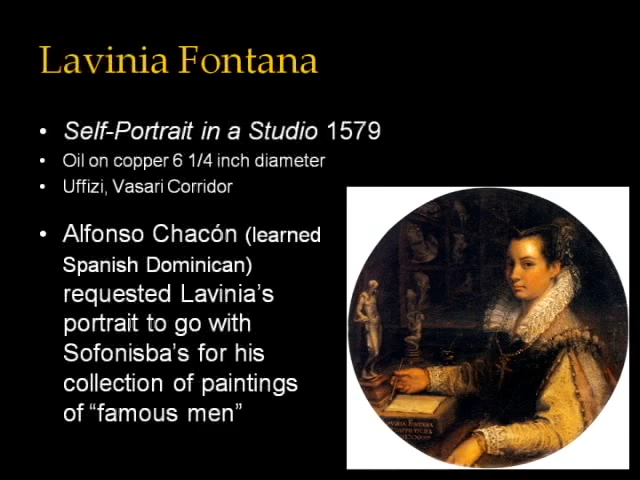 Lavinia Fontana
• Self-Portrait in a Studio 1579
• Oil on copper 6 1/4 inch diameter
• Uffizi, Vasari Corridor
• Alfonso Chacón (learned
Spanish Dominican)
requested Lavinia’s
portrait to go with
Sofonisba’s for his
collection of paintings
of “famous men”
LAVINIA FONTANA